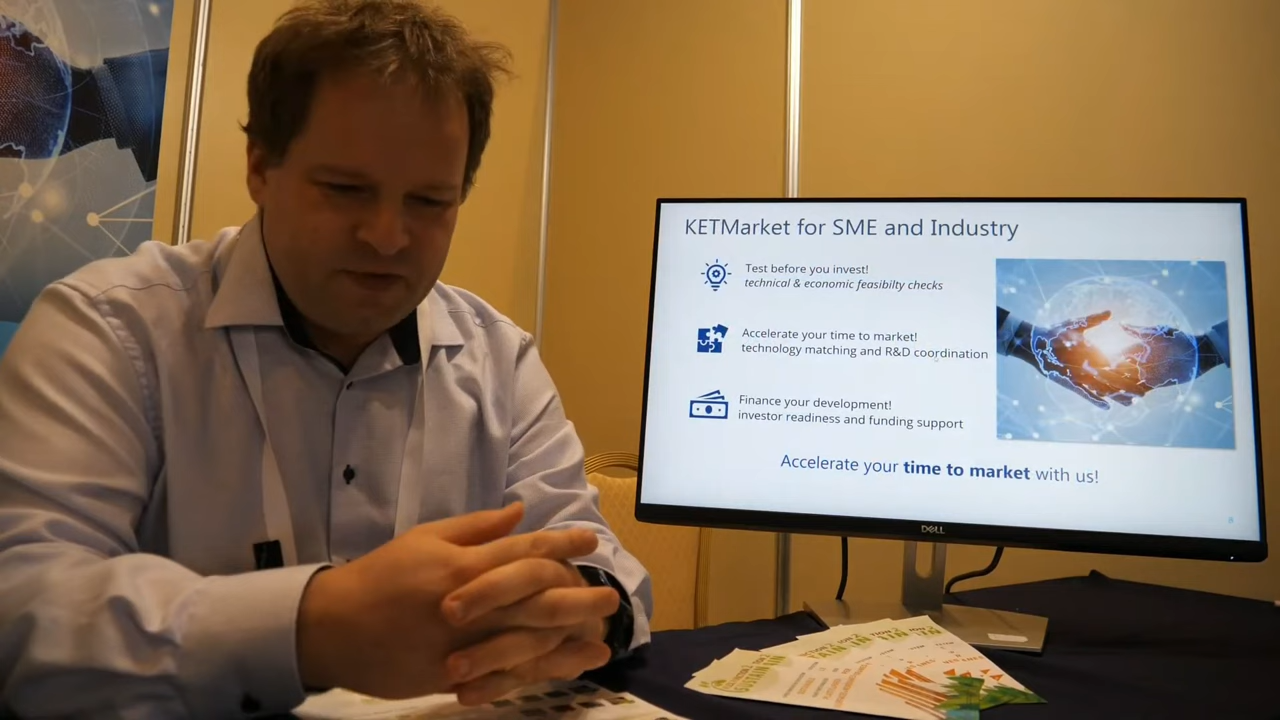 KETMarket for SME and Industry
Test before you invest!
technical & economic feasibilty checks
Accelerate your time to market!
technology matching and R&D coordination
Finance your development!
investor readiness and funding support
Accelerate your time to market with us!
DELL